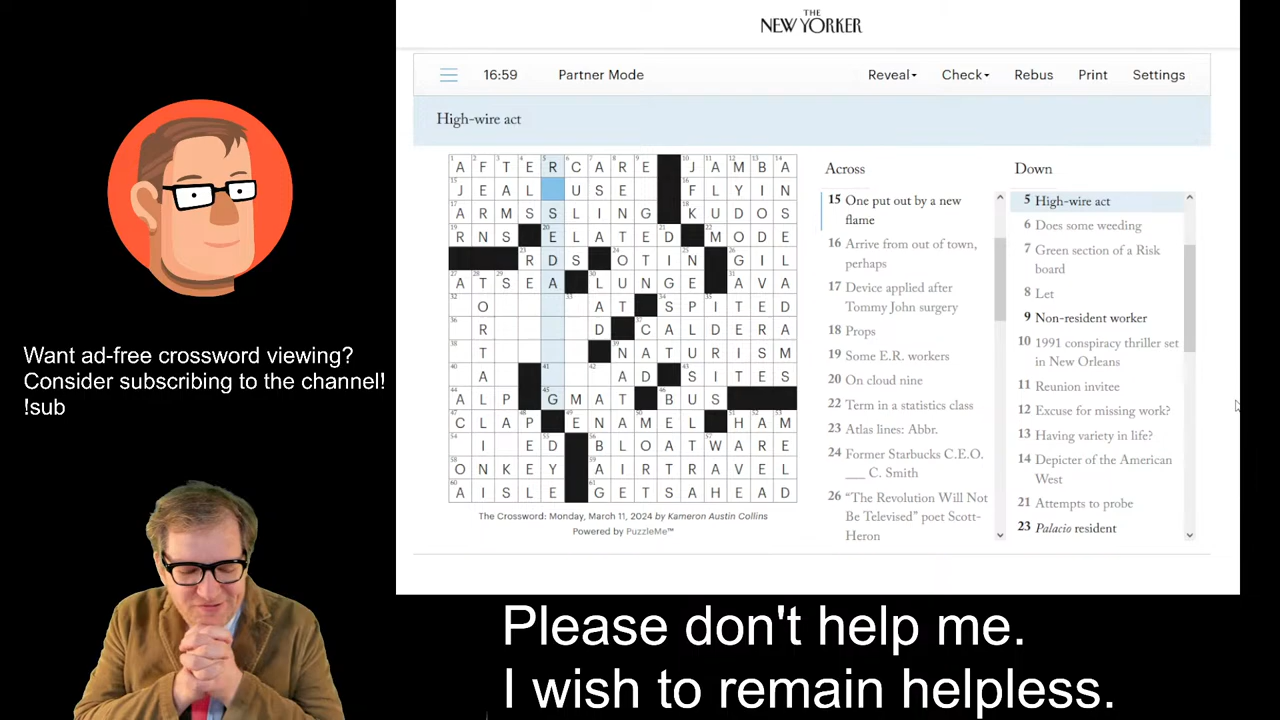 THE
NEW YORKER
16:59 Partner Mode Reveal Check Rebus Print Settings
High-wire act
Across
15 One put out by a new
flame
16 Arrive from out of town,
perhaps
17 Device applied after
Tommy John surgery
18 Props
19 Some E.R. workers
20 On cloud nine
22 Term in a statistics class
23 Atlas lines: Abbr.
24 Former Starbucks C.E.O.
___ C. Smith
26 “The Revolution Will Not
Be Televised” poet Scott-
Heron
Down
5 High-wire act
6 Does some weeding
7 Green section of a Risk
board
8 Let
9 Non-resident worker
10 1991 conspiracy thriller set
in New Orleans
11 Reunion invitee
12 Excuse for missing work?
13 Having variety in life?
14 Depicter of the American
West
21 Attempts to probe
23 Palacio resident
A F T E R C A R E J A M B A
J E A L U S E F L Y I N
A R M S S L I N G K U D O S
R N S E L A T E D M O D E
R D S O T I N G I L
A T S E A L U N G E A V A
O A T S P I T E D
R D C A L D E R A
T N A T U R I S M
A A D S I T E S
A L P G M A T B U S
C L A P E N A M E L H A M
I E D B L O A T W A R E
O N K E Y A I R T R A V E L
A I S L E G E T S A H E A D
The Crossword: Monday, March 11, 2024 by Kameron Austin Collins
Powered by PuzzleMe™
Want ad-free crossword viewing?
Consider subscribing to the channel!
!sub
Please don't help me.
I wish to remain helpless.